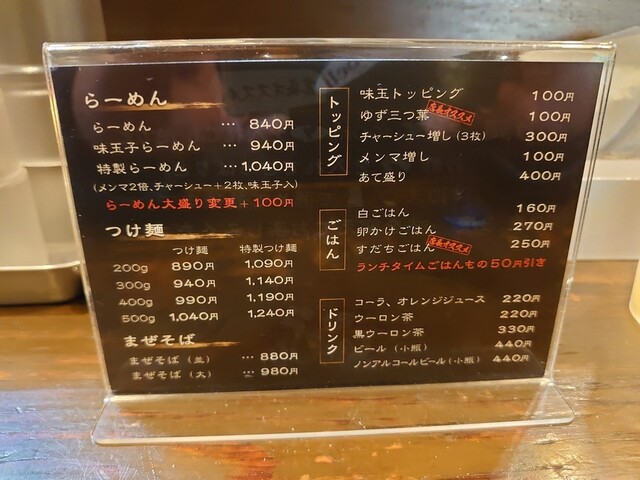 らーめん
らーめん … 840円
味玉子らーめん … 940円
特製らーめん … 1,040円
(メンマ2倍、チャーシュー+2枚、味玉子入)
らーめん大盛り変更+100円
つけ麺
つけ麺 特製つけ麺
200g 890円 1,090円
300g 940円 1,140円
400g 990円 1,190円
500g 1,040円 1,240円
まぜそば
まぜそば (並) … 880円
まぜそば (大) … 980円
トッピング
味玉トッピング 100円
ゆず三つ葉 店長オススメ 100円
チャーシュー増し(3枚) 300円
メンマ増し 100円
あて盛り 400円
ごはん
白ごはん 160円
卵かけごはん 270円
すだちごはん 店長オススメ 250円
ランチタイムごはんもの50円引き
ドリンク
コーラ、オレンジジュース 220円
ウーロン茶 220円
黒ウーロン茶 330円
ビール (小瓶) 440円
ノンアルコールビール(小瓶) 440円